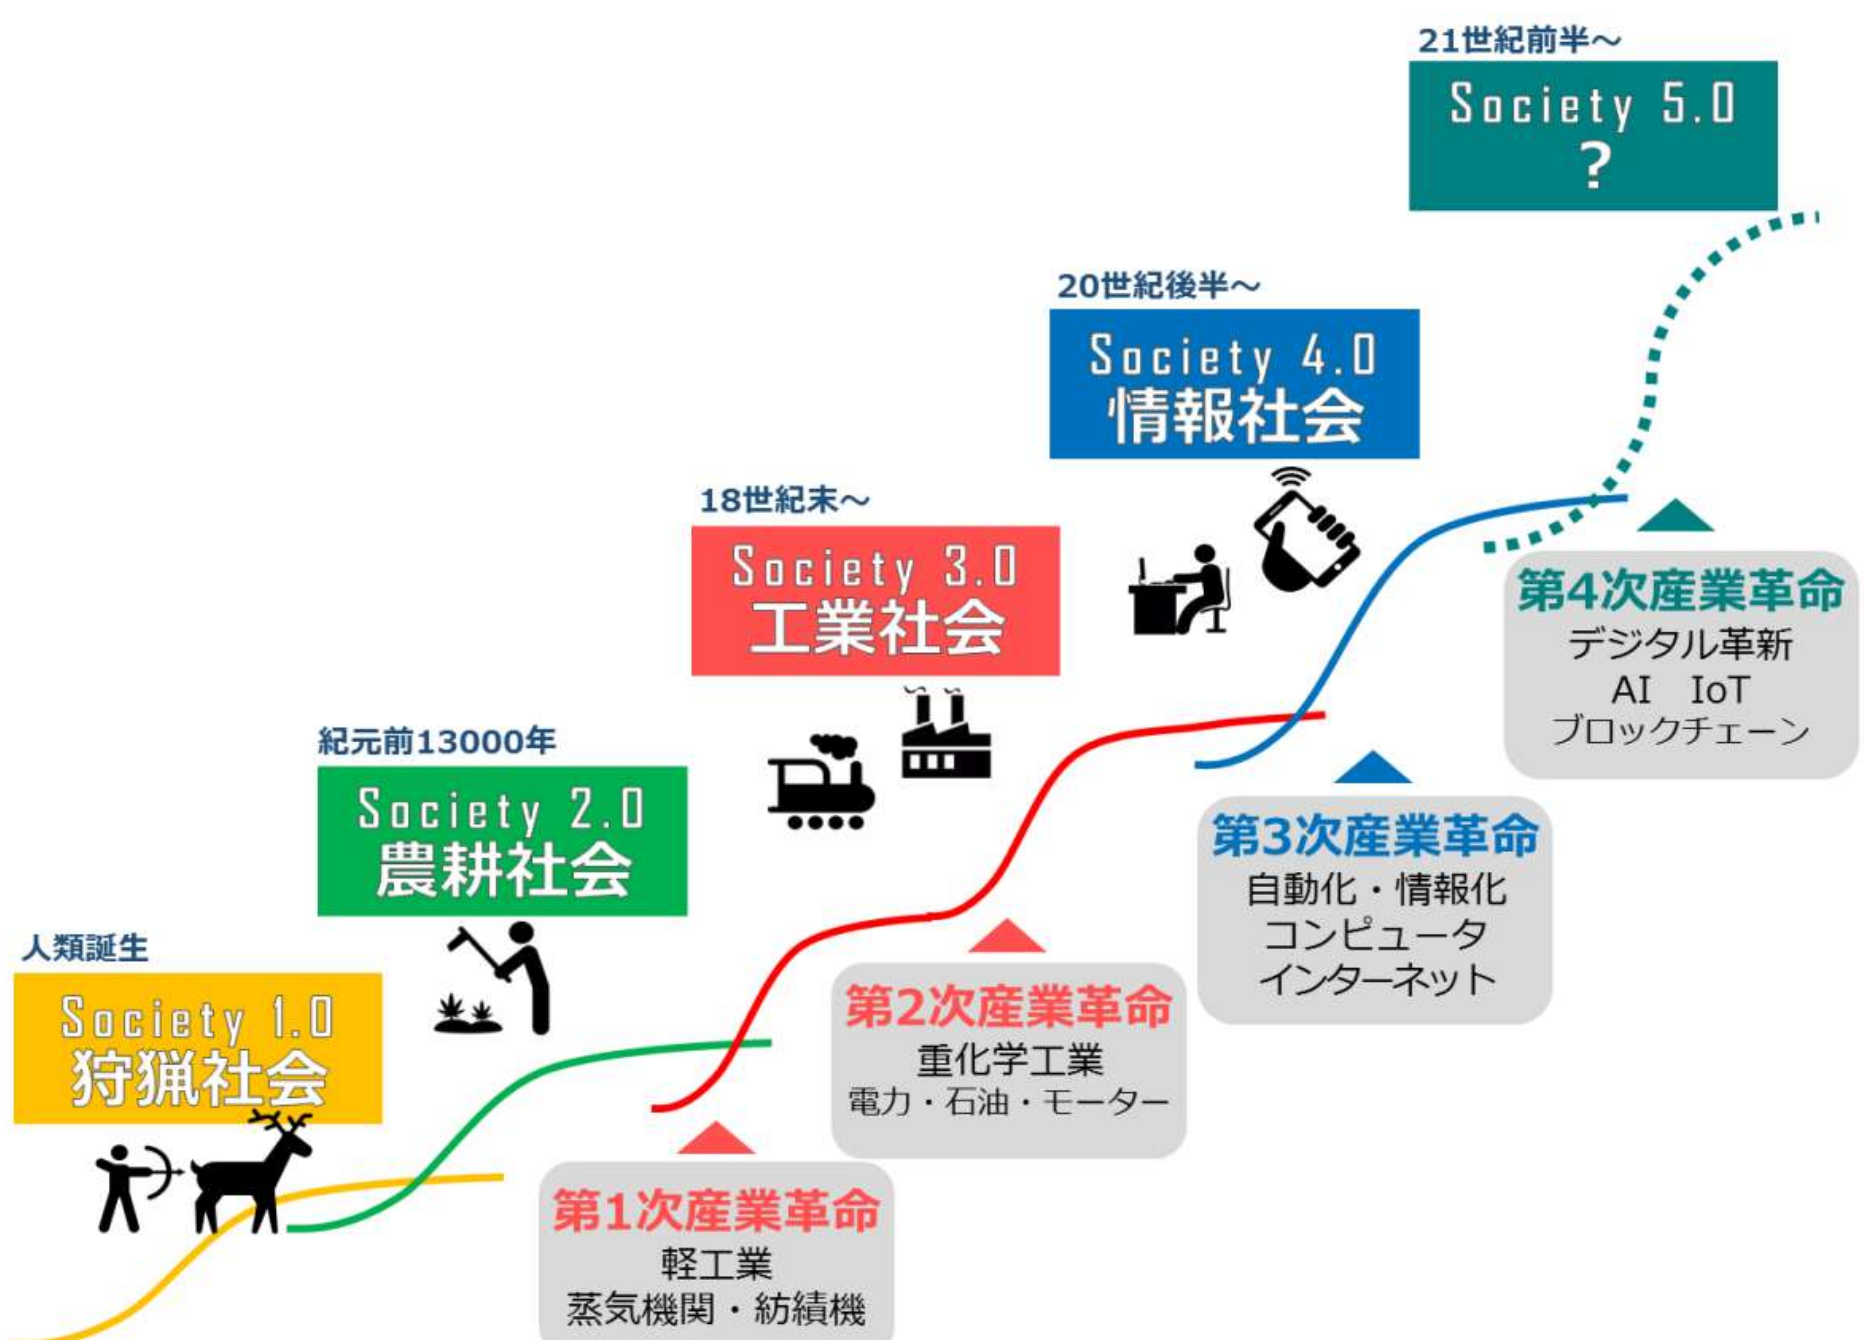 21世紀前半～
Society 5.0
?
20世紀後半～
Society 4.0
情報社会
18世紀末～
Society 3.0
工業社会
紀元前13000年
Society 2.0
農耕社会
人類誕生
Society 1.0
狩猟社会
第1次産業革命
軽工業
蒸気機関・紡績機
第2次産業革命
重化学工業
電力・石油・モーター
第3次産業革命
自動化・情報化
コンピュータ
インターネット
第4次産業革命
デジタル革新
AI　IoT
ブロックチェーン